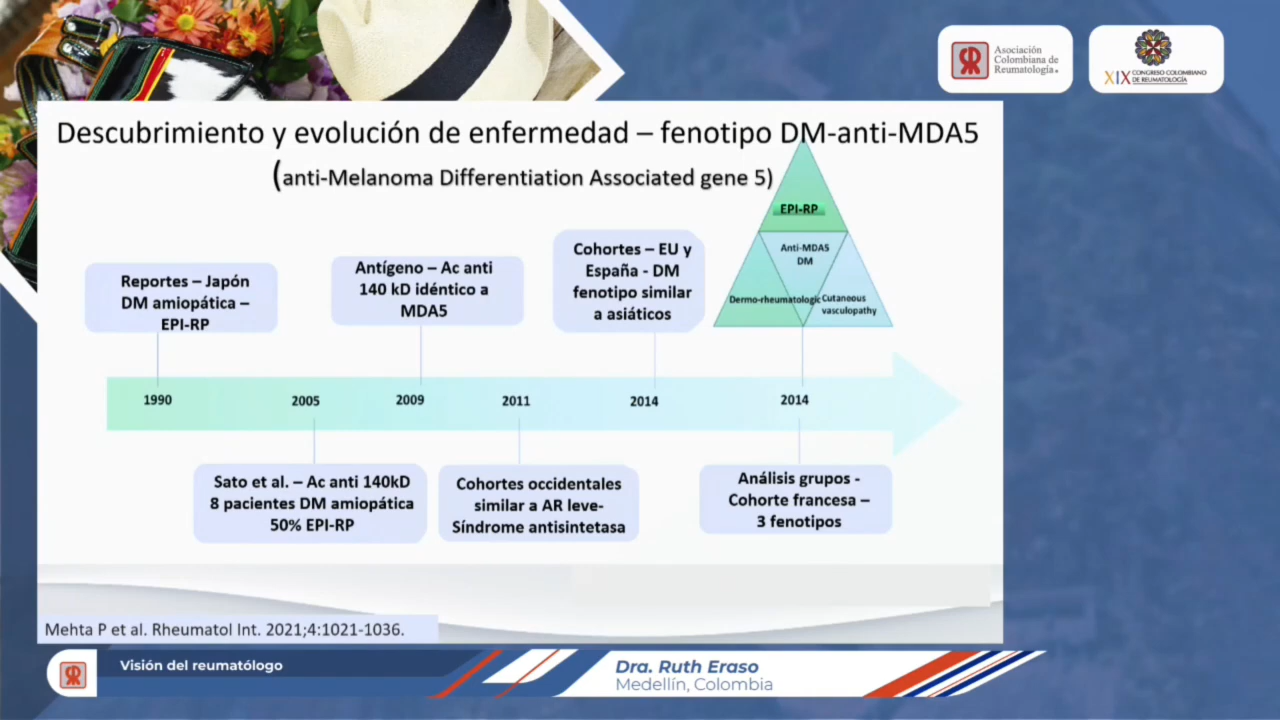 Asociación
Colombiana de
Reumatología.
XIX CONGRESO COLOMBIANO
DE REUMATOLOGÍA
Descubrimiento y evolución de enfermedad – fenotipo DM-anti-MDA5
(anti-Melanoma Differentiation Associated gene 5)
EPI-RP
Anti-MDA5
DM
Dermo-rheumatologic
Cutaneous
vasculopathy
Reportes – Japón
DM amiopática –
EPI-RP
Antígeno – Ac anti
140 kD idéntico a
MDA5
Cohortes – EU y
España - DM
fenotipo similar
a asiáticos
1990
2005
2009
2011
2014
2014
Sato et al. – Ac anti 140kD
8 pacientes DM amiopática
50% EPI-RP
Cohortes occidentales
similar a AR leve-
Síndrome antisintetasa
Análisis grupos -
Cohorte francesa –
3 fenotipos
Mehta P et al. Rheumatol Int. 2021;4:1021-1036.
Visión del reumatólogo
Dra. Ruth Eraso
Medellín, Colombia